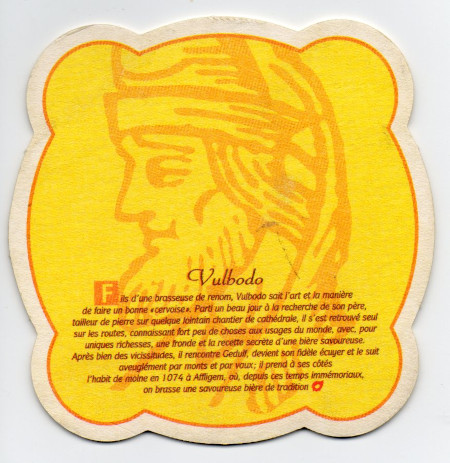 Vulbodo
Fils d'une brasseuse de renom, Vulbodo sait l'art et la manière
de faire un bonne «cervoise». Parti un beau jour à la recherche de son père,
tailleur de pierre sur quelque lointain chantier de cathédrale, il s'est retrouvé seul
sur les routes, connaissant fort peu de choses aux usages du monde, avec, pour
uniques richesses, une fronde et la recette secrète d'une bière savoureuse.
Après bien des vicissitudes, il rencontre Gedulf, devient son fidèle écuyer et le suit
aveuglément par monts et par vaux; il prend à ses côtés
l'habit de moine en 1074 à Affligem, où, depuis ces temps immémoriaux,
on brasse une savoureuse bière de tradition